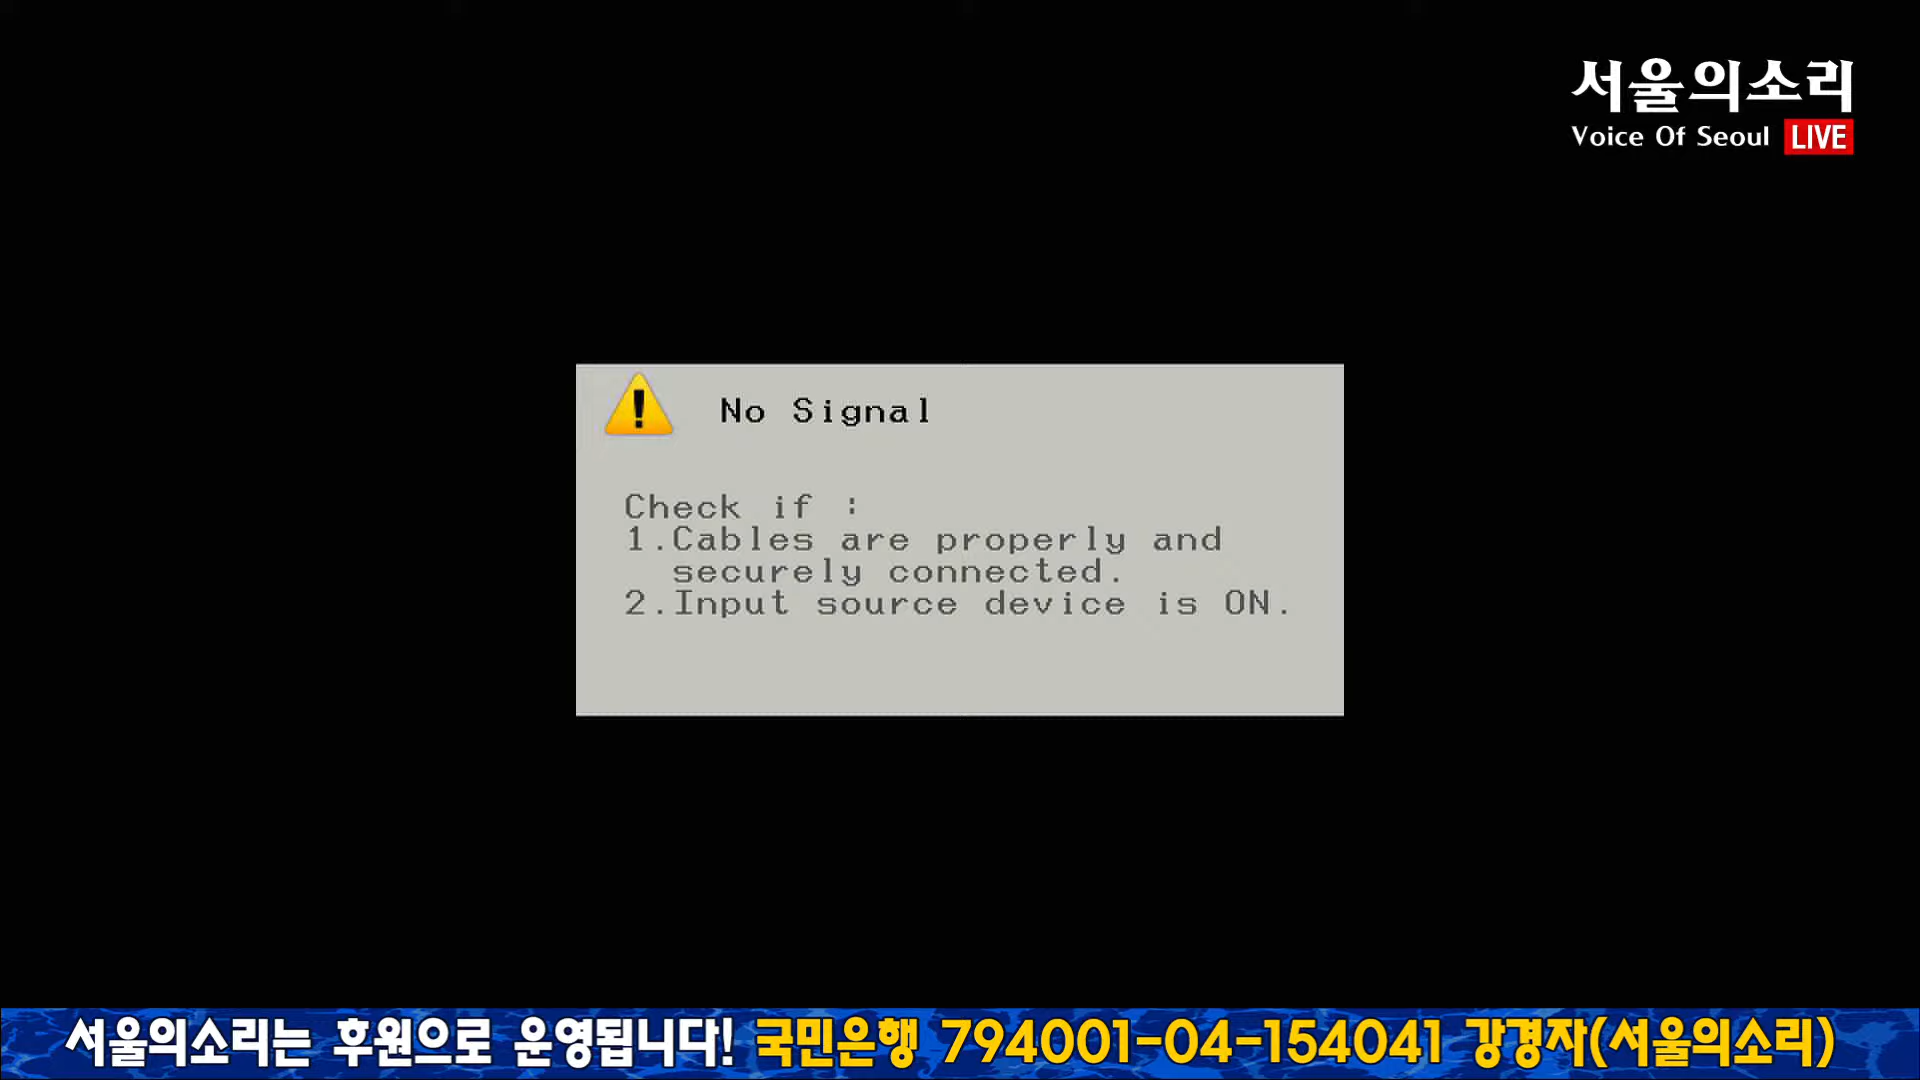 서울의소리
Voice Of Seoul LIVE
No Signal
Check if :
1.Cables are properly and
securely connected.
2.Input source device is ON.
서울의소리는 후원으로 운영됩니다! 국민은행 794001-04-154041 강경자(서울의소리)